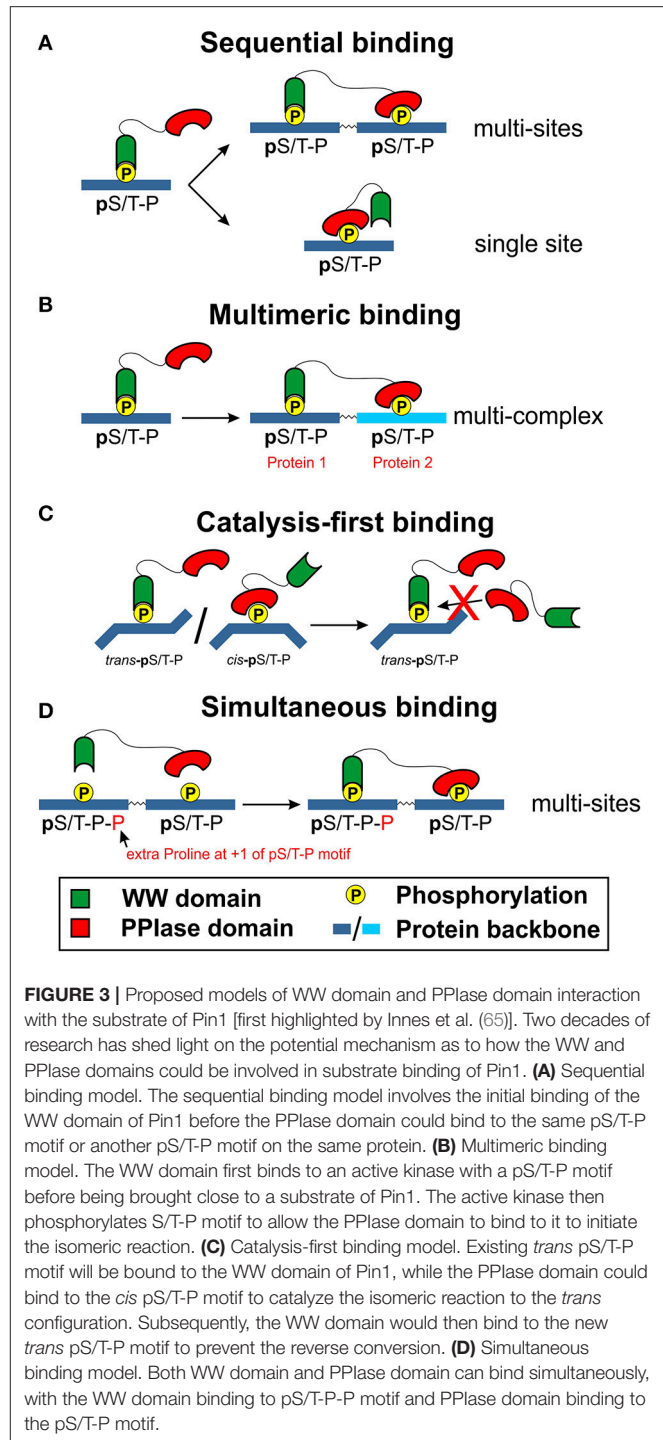 A
Sequential binding
P
P
P
multi-sites
pS/T-P
pS/T-P
pS/T-P
P
single site
pS/T-P
B
Multimeric binding
P
P
P
multi-complex
pS/T-P
pS/T-P
pS/T-P
Protein 1
Protein 2
C
Catalysis-first binding
P
/
P
P
X
trans-pS/T-P
cis-pS/T-P
trans-pS/T-P
D
Simultaneous binding
P
P
P
P
multi-sites
pS/T-P-P
pS/T-P
pS/T-P-P
pS/T-P
extra Proline at +1 of pS/T-P motif
WW domain
P Phosphorylation
PPIase domain
/ Protein backbone
FIGURE 3 | Proposed models of WW domain and PPIase domain interaction
with the substrate of Pin1 [first highlighted by Innes et al. (65)]. Two decades of
research has shed light on the potential mechanism as to how the WW and
PPIase domains could be involved in substrate binding of Pin1. (A) Sequential
binding model. The sequential binding model involves the initial binding of the
WW domain of Pin1 before the PPIase domain could bind to the same pS/T-P
motif or another pS/T-P motif on the same protein. (B) Multimeric binding
model. The WW domain first binds to an active kinase with a pS/T-P motif
before being brought close to a substrate of Pin1. The active kinase then
phosphorylates S/T-P motif to allow the PPIase domain to bind to it to initiate
the isomeric reaction. (C) Catalysis-first binding model. Existing trans pS/T-P
motif will be bound to the WW domain of Pin1, while the PPIase domain could
bind to the cis pS/T-P motif to catalyze the isomeric reaction to the trans
configuration. Subsequently, the WW domain would then bind to the new
trans pS/T-P motif to prevent the reverse conversion. (D) Simultaneous
binding model. Both WW domain and PPIase domain can bind simultaneously,
with the WW domain binding to pS/T-P-P motif and PPIase domain binding to
the pS/T-P motif.